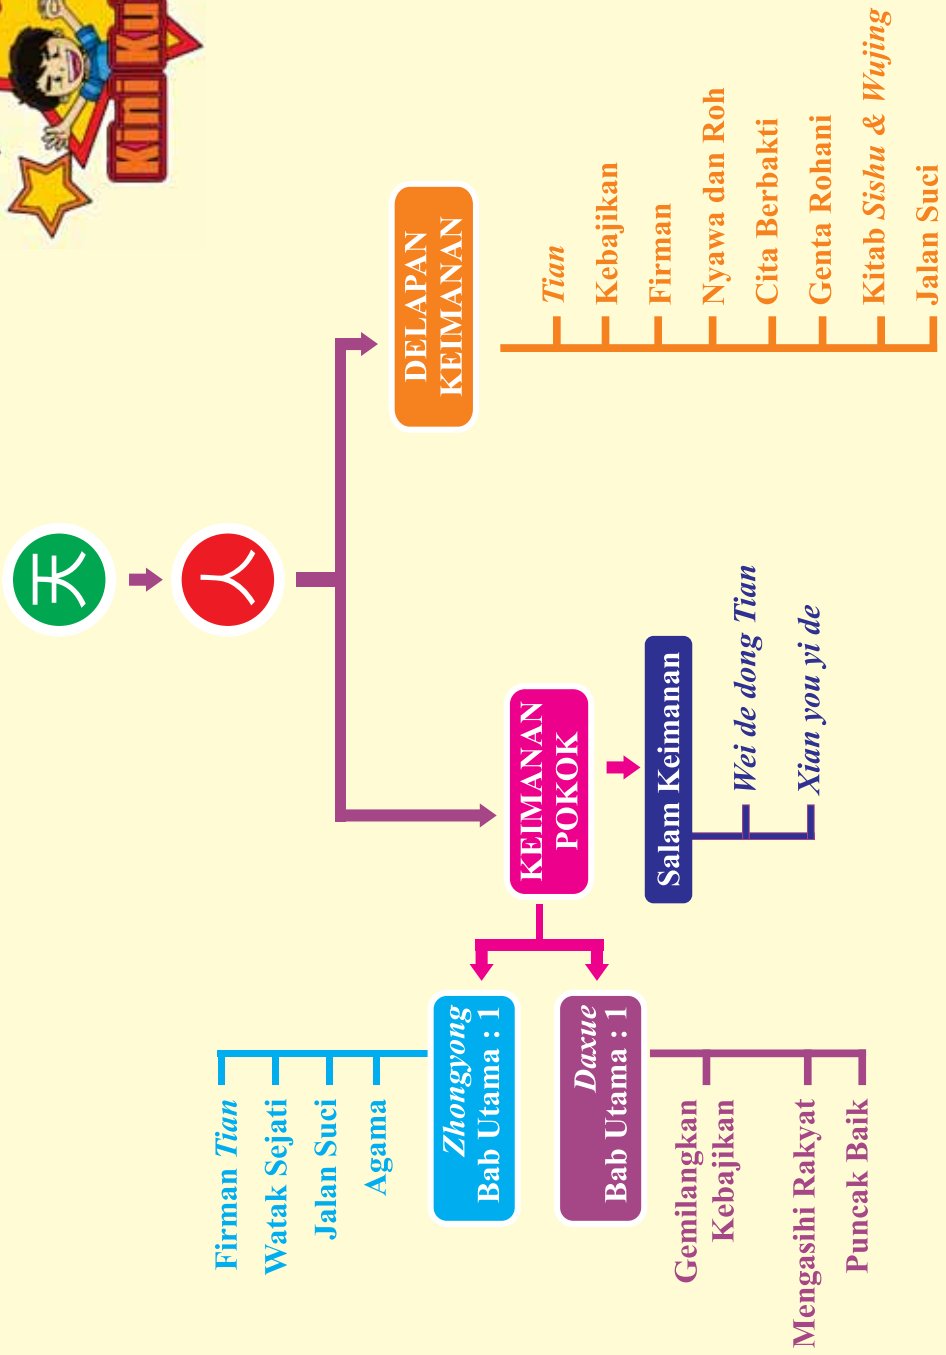 Kini Ku
天
人
KEIMANAN
POKOK
Zhongyong
Bab Utama : 1
Firman Tian
Watak Sejati
Jalan Suci
Agama
Daxue
Bab Utama : 1
Gemilangkan
Kebajikan
Mengasihi Rakyat
Puncak Baik
Salam Keimanan
Wei de dong Tian
Xian you yi de
DELAPAN
KEIMANAN
Tian
Kebajikan
Firman
Nyawa dan Roh
Cita Berbakti
Genta Rohani
Kitab Sishu & Wujing
Jalan Suci